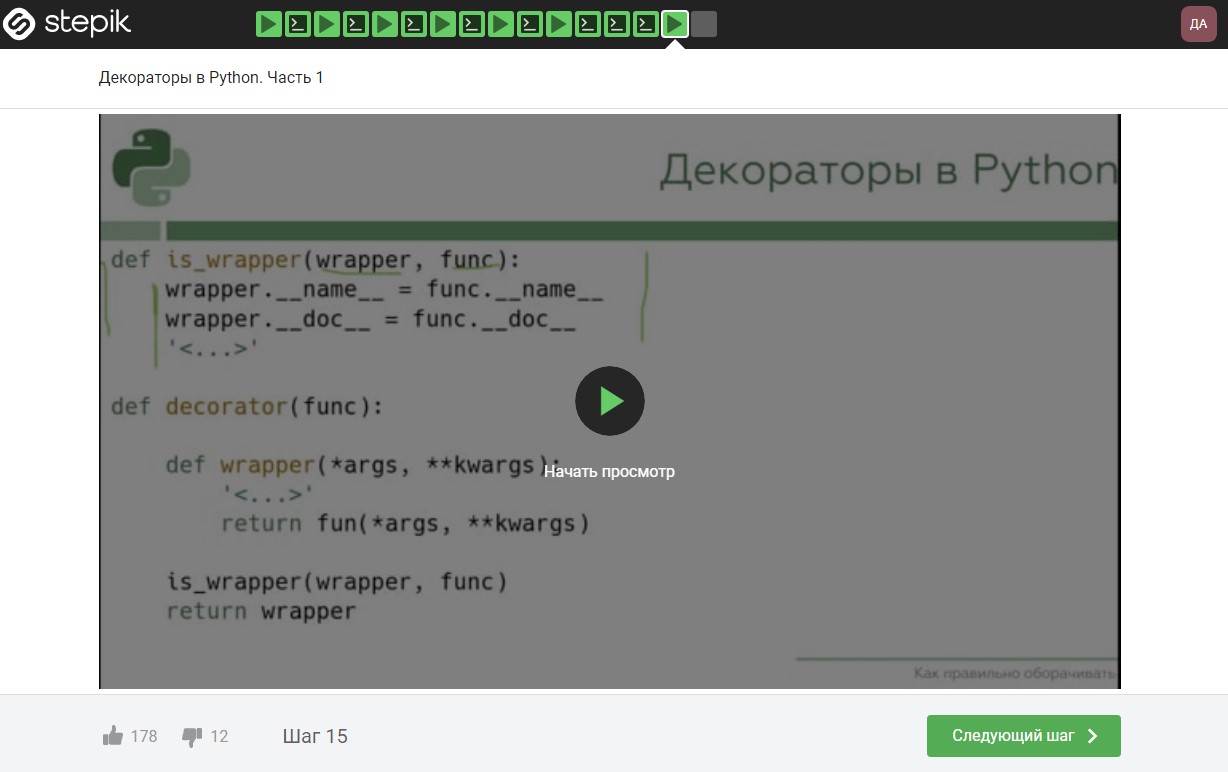 stepik
ДА
Декораторы в Python. Часть 1
Декораторы в Python
def is_wrapper(wrapper, func):
wrapper.__name__ = func.__name__
wrapper.__doc__ = func.__doc__
'<...>'
def decorator(func):
def wrapper(*args, **kwargs):
'<...>'
return fun(*args, **kwargs)
is_wrapper(wrapper, func)
return wrapper
Начать просмотр
Как правильно оборачивать
178
12
Шаг 15
Следующий шаг